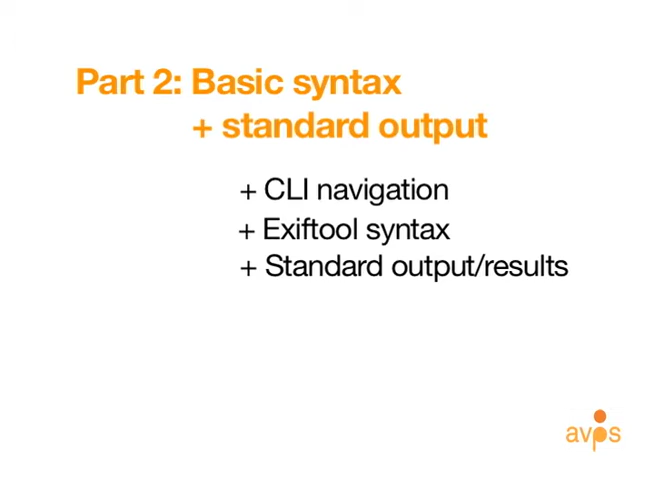 Part 2: Basic syntax
+ standard output
+ CLI navigation
+ Exiftool syntax
+ Standard output/results
avps